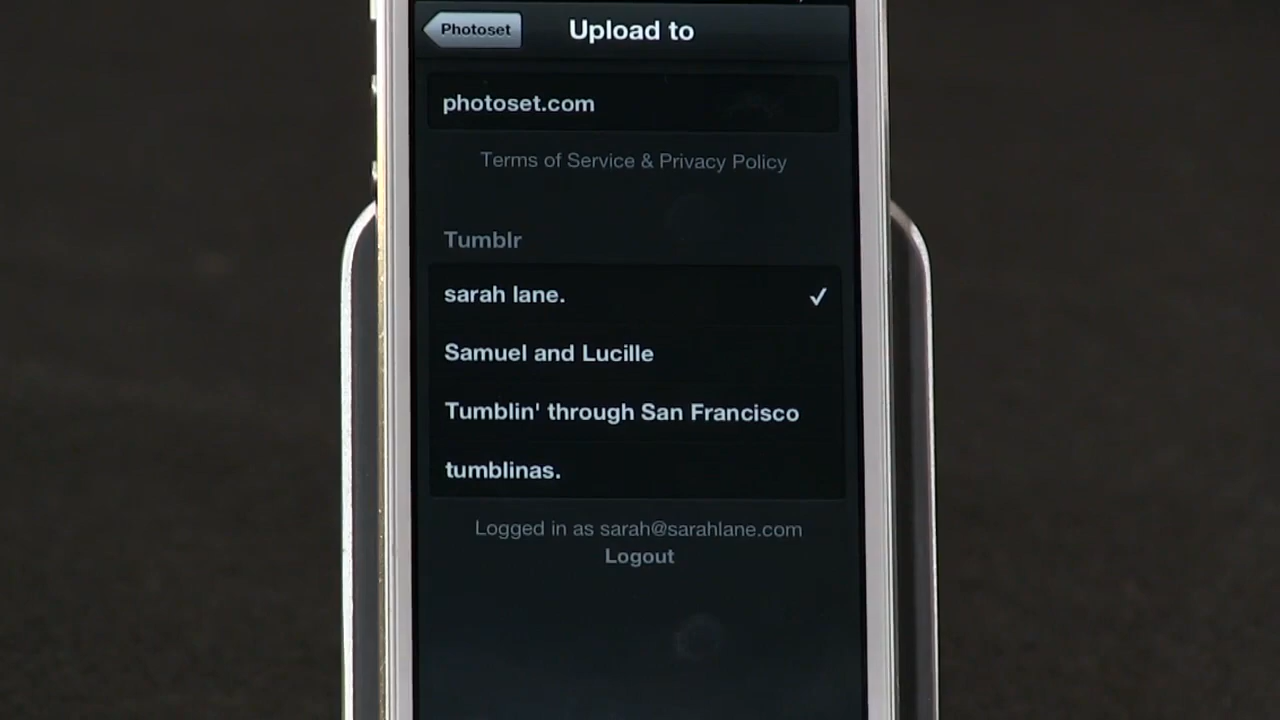 Photoset
Upload to
photoset.com
Terms of Service & Privacy Policy
Tumblr
sarah lane. ✓
Samuel and Lucille
Tumblin' through San Francisco
tumblinas.
Logged in as sarah@sarahlane.com
Logout